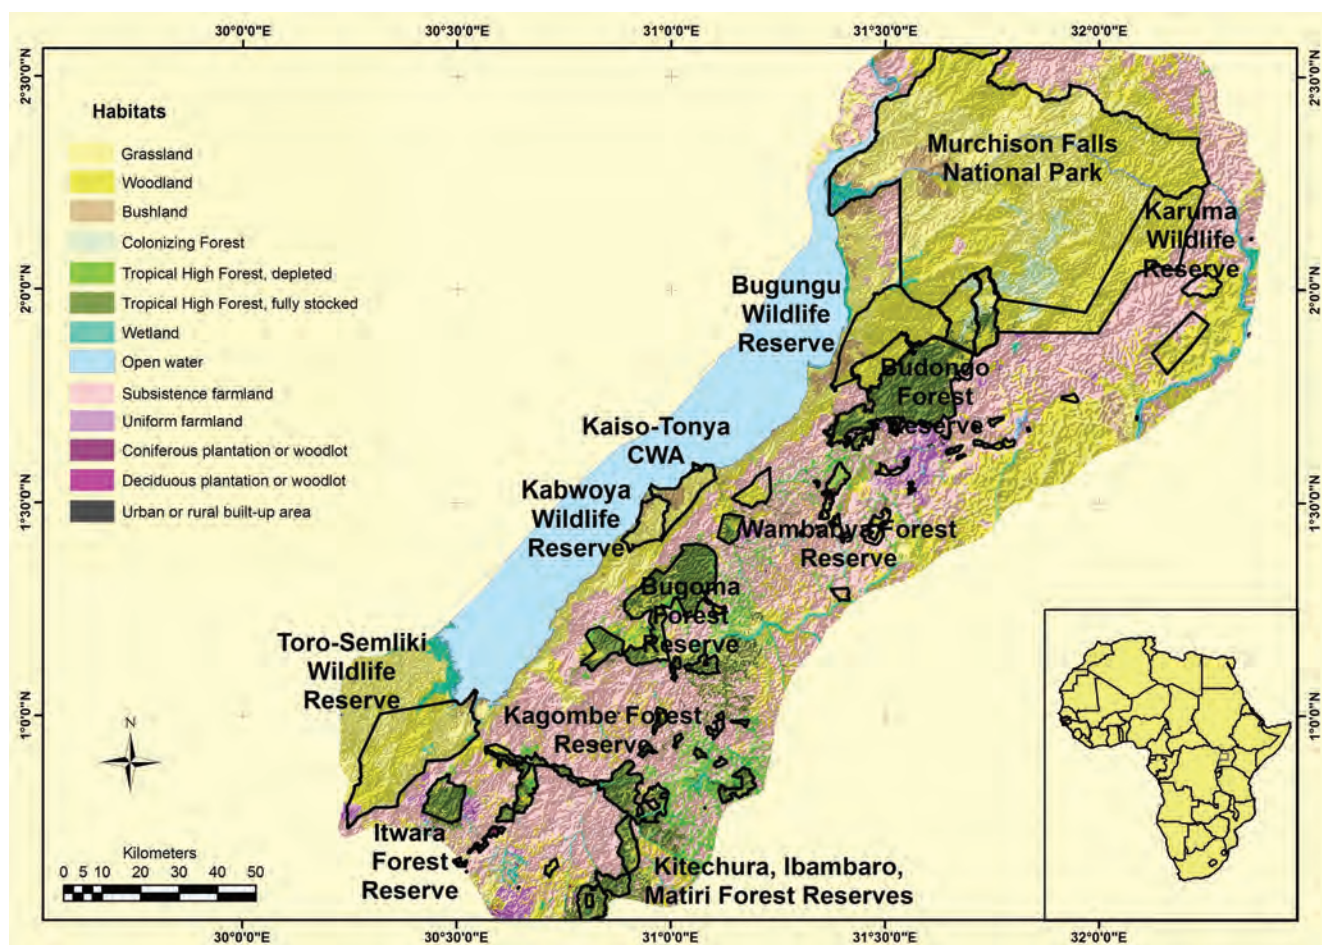 30°0'0"E 30°30'0"E 31°0'0"E 31°30'0"E 32°0'0"E
2°30'0"N 2°30'0"N
Habitats
Grassland
Woodland
Bushland
Colonizing Forest
Tropical High Forest, depleted
Tropical High Forest, fully stocked
Wetland
Open water
Subsistence farmland
Uniform farmland
Coniferous plantation or woodlot
Deciduous plantation or woodlot
Urban or rural built-up area
Murchison Falls
National Park
Karuma
Wildlife
Reserve
2°0'0"N 2°0'0"N
Bugungu
Wildlife
Reserve
Budongo
Forest
Reserve
Kaiso-Tonya
CWA
Kabwoya
Wildlife
Reserve
1°30'0"N 1°30'0"N
Wambabya Forest
Reserve
Bugoma
Forest
Reserve
Toro-Semliki
Wildlife
Reserve
Kagombe Forest
Reserve
1°0'0"N 1°0'0"N
N
Itwara
Forest
Reserve
Kitechura, Ibambaro,
Matiri Forest Reserves
Kilometers
0 5 10 20 30 40 50
30°0'0"E 30°30'0"E 31°0'0"E 31°30'0"E 32°0'0"E